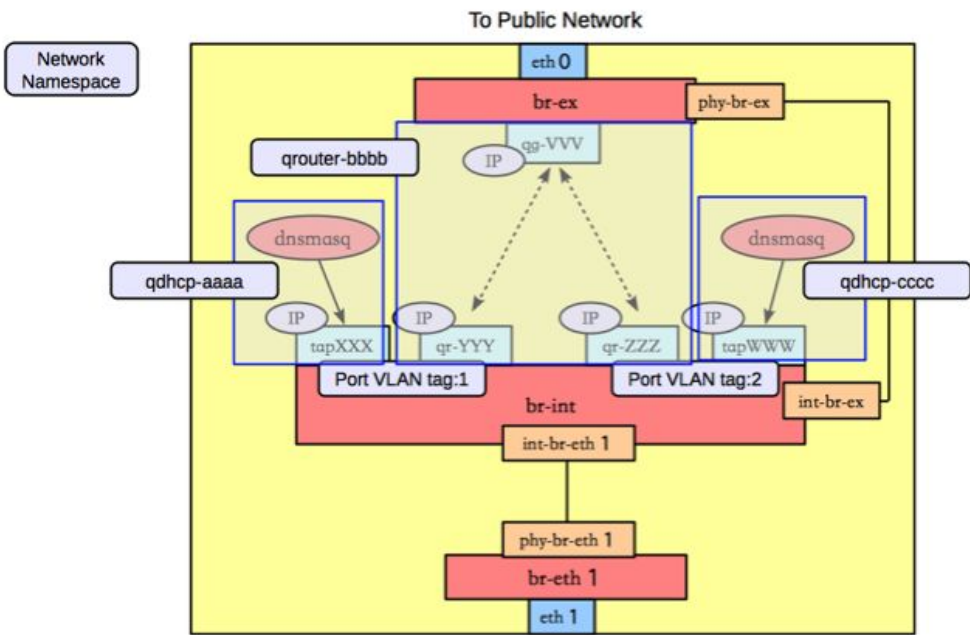 To Public Network
Network
Namespace
eth 0
br-ex
phy-br-ex
qrouter-bbbb
qg-VVV
IP
dnsmasq
dnsmasq
qdhcp-aaaa
qdhcp-cccc
IP
IP
IP
IP
tapXXX
qr-YYY
qr-ZZZ
tapWWW
Port VLAN tag:1
Port VLAN tag:2
br-int
int-br-ex
int-br-eth 1
phy-br-eth 1
br-eth 1
eth 1